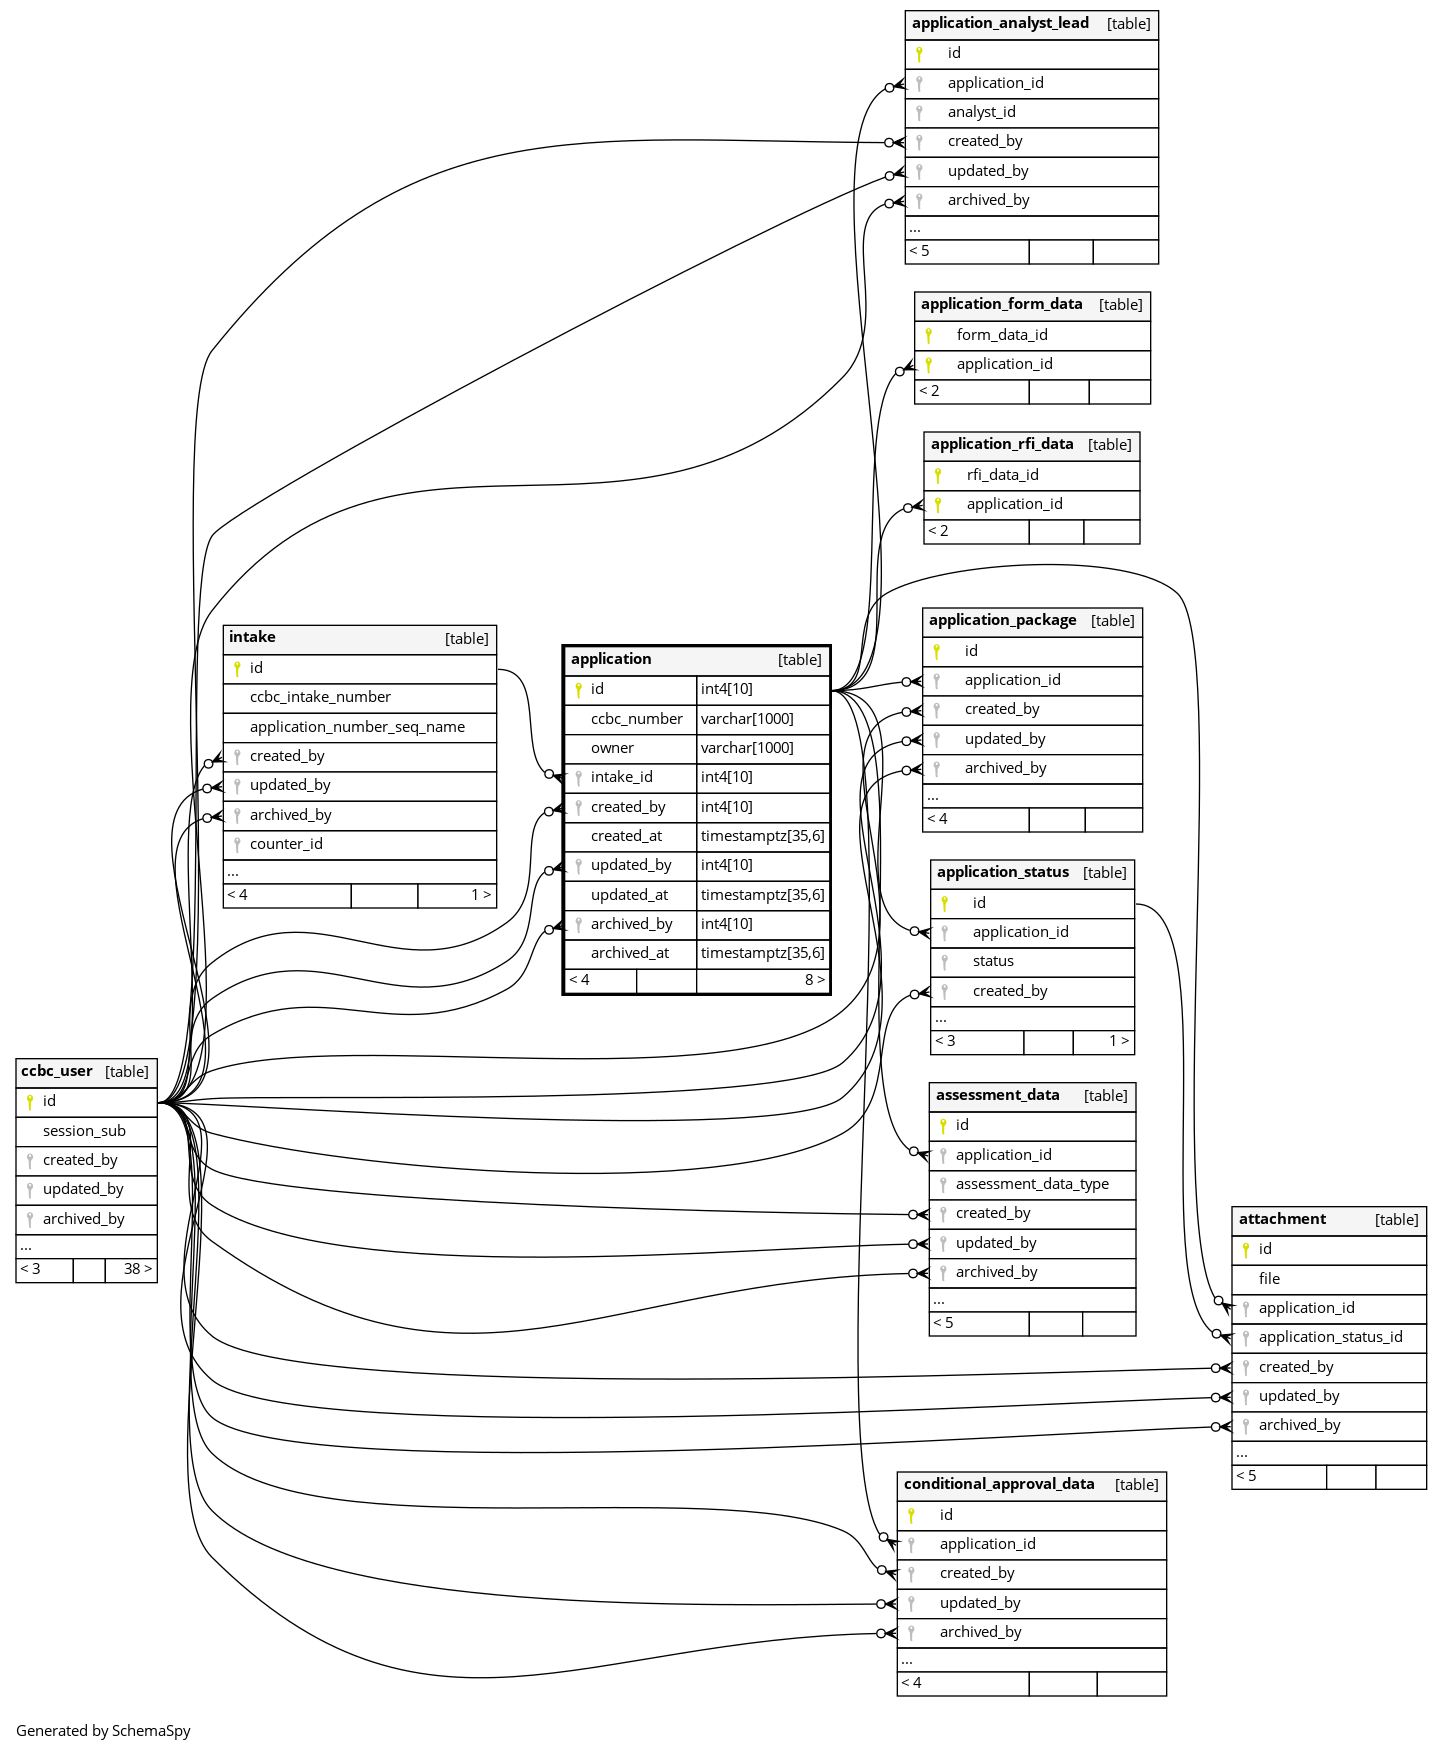 application_analyst_lead [table]
id
application_id
analyst_id
created_by
updated_by
archived_by
...
< 5
application_form_data [table]
form_data_id
application_id
< 2
application_rfi_data [table]
rfi_data_id
application_id
< 2
intake [table]
id
ccbc_intake_number
application_number_seq_name
created_by
updated_by
archived_by
counter_id
...
< 4 1 >
application [table]
id int4[10]
ccbc_number varchar[1000]
owner varchar[1000]
intake_id int4[10]
created_by int4[10]
created_at timestamptz[35,6]
updated_by int4[10]
updated_at timestamptz[35,6]
archived_by int4[10]
archived_at timestamptz[35,6]
< 4 8 >
application_package [table]
id
application_id
created_by
updated_by
archived_by
...
< 4
application_status [table]
id
application_id
status
created_by
...
< 3 1 >
ccbc_user [table]
id
session_sub
created_by
updated_by
archived_by
...
< 3 38 >
assessment_data [table]
id
application_id
assessment_data_type
created_by
updated_by
archived_by
...
< 5
attachment [table]
id
file
application_id
application_status_id
created_by
updated_by
archived_by
...
< 5
conditional_approval_data [table]
id
application_id
created_by
updated_by
archived_by
...
< 4
Generated by SchemaSpy